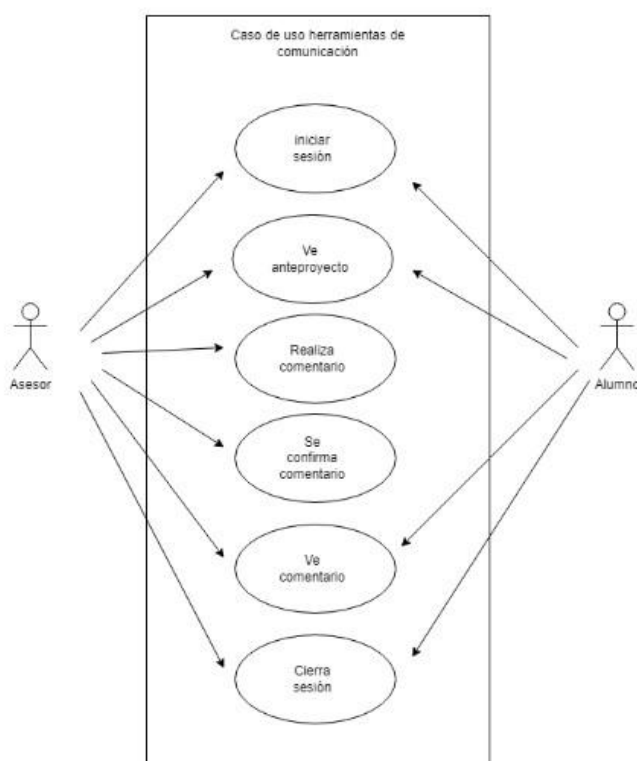 Caso de uso herramientas de
comunicación
Iniciar
sesión
Ve
anteproyecto
Realiza
comentario
Se
confirma
comentario
Ve
comentario
Cierra
sesión
Asesor
Alumno